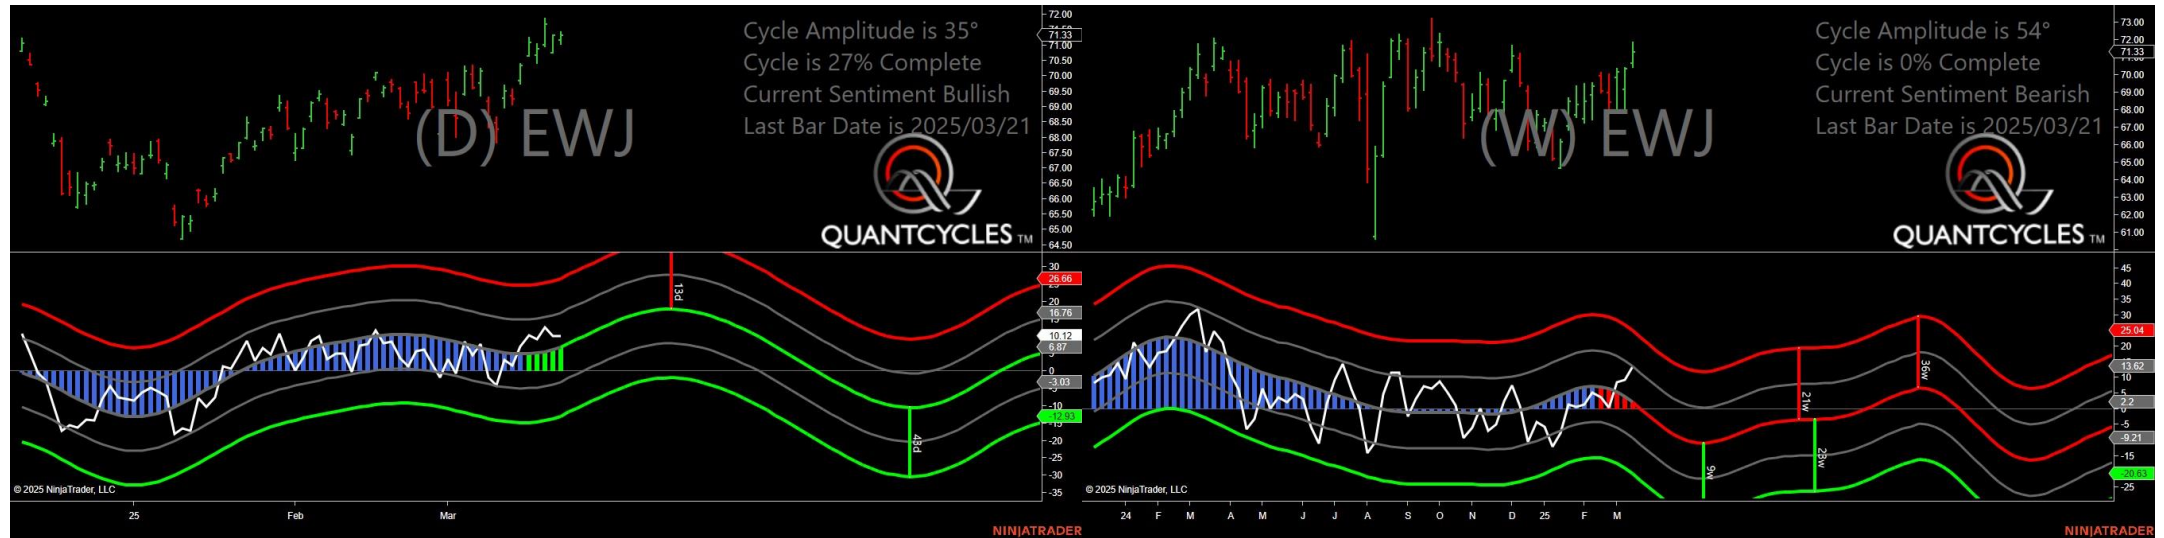 Cycle Amplitude is 35°
Cycle is 27% Complete
Current Sentiment Bullish
Last Bar Date is 2025/03/21
(D) EWJ
QUANTCYCLES TM
72.00
71.33
71.00
70.50
70.00
69.50
69.00
68.50
68.00
67.50
67.00
66.50
66.00
65.50
65.00
64.50
30
26.66
20
16.76
10.12
6.87
0
-3.03
-10
-12.93
-15
-20
-25
-30
-35
13d
43d
© 2025 NinjaTrader, LLC
25 Feb Mar
NINJATRADER
Cycle Amplitude is 54°
Cycle is 0% Complete
Current Sentiment Bearish
Last Bar Date is 2025/03/21
(W) EWJ
QUANTCYCLES TM
73.00
72.00
71.33
70.00
69.00
68.00
67.00
66.00
65.00
64.00
63.00
62.00
61.00
45
40
35
30
25.04
20
13.62
10
2.2
0
-5
-9.21
-15
-20.63
-25
9w
21w
36w
© 2025 NinjaTrader, LLC
24 F M A M J J A S O N D 25 F M
NINJATRADER